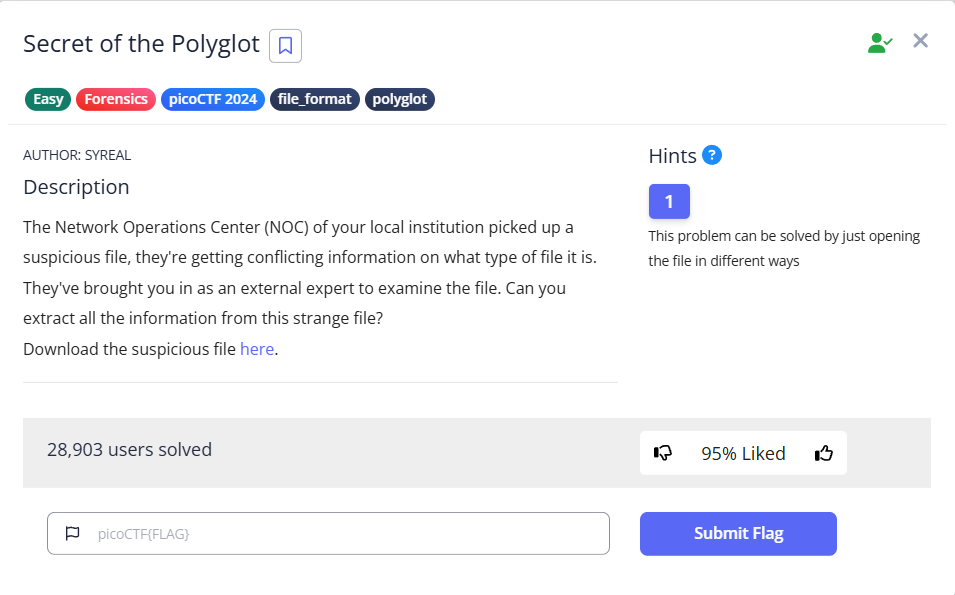 Secret of the Polyglot
Easy Forensics picoCTF 2024 file_format polyglot
AUTHOR: SYREAL
Description
The Network Operations Center (NOC) of your local institution picked up a
suspicious file, they're getting conflicting information on what type of file it is.
They've brought you in as an external expert to examine the file. Can you
extract all the information from this strange file?
Download the suspicious file here.
Hints ?
1
This problem can be solved by just opening
the file in different ways
28,903 users solved
95% Liked
picoCTF{FLAG}
Submit Flag